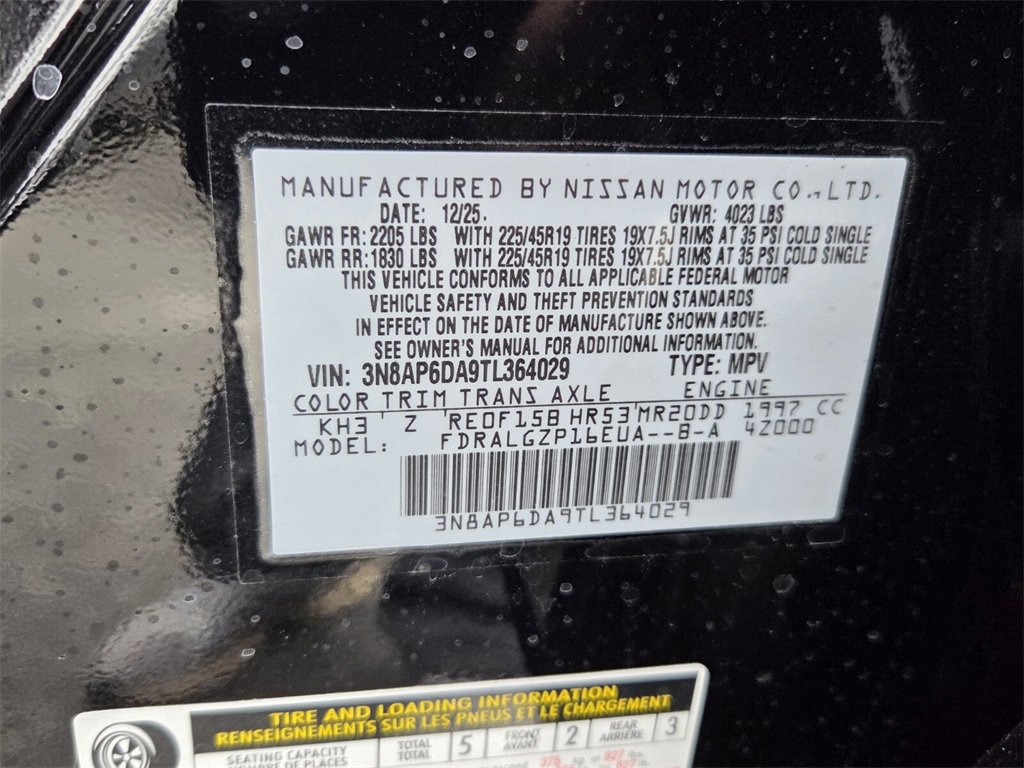 MANUFACTURED BY NISSAN MOTOR CO., LTD.
DATE: 12/25. GVWR: 4023 LBS
GAWR FR: 2205 LBS WITH 225/45R19 TIRES 19X7.5J RIMS AT 35 PSI COLD SINGLE
GAWR RR: 1830 LBS WITH 225/45R19 TIRES 19X7.5J RIMS AT 35 PSI COLD SINGLE
THIS VEHICLE CONFORMS TO ALL APPLICABLE FEDERAL MOTOR
VEHICLE SAFETY AND THEFT PREVENTION STANDARDS
IN EFFECT ON THE DATE OF MANUFACTURE SHOWN ABOVE.
SEE OWNER'S MANUAL FOR ADDITIONAL INFORMATION.
VIN: 3N8AP6DA9TL364029 TYPE: MPV
COLOR TRIM TRANS AXLE ENGINE
KH3 ' Z 'RE0F15B HR53'MR20DD 1997 CC
MODEL: FDRALGZP16EUA--B-A 4Z000
3N8AP6DA9TL364029
TIRE AND LOADING INFORMATION
RENSEIGNEMENTS SUR LES PNEUS ET LE CHARGEMENT
SEATING CAPACITY TOTAL 5 FRONT 2 REAR 3
NOMBRE DE PLACES TOTAL AVANT ARRIÈRE